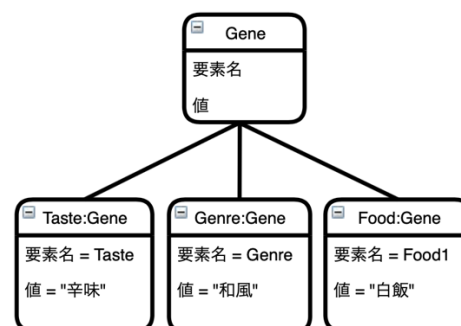 Gene
要素名
値
Taste:Gene
要素名 = Taste
値 = "辛味"
Genre:Gene
要素名 = Genre
値 = "和風"
Food:Gene
要素名 = Food1
値 = "白飯"